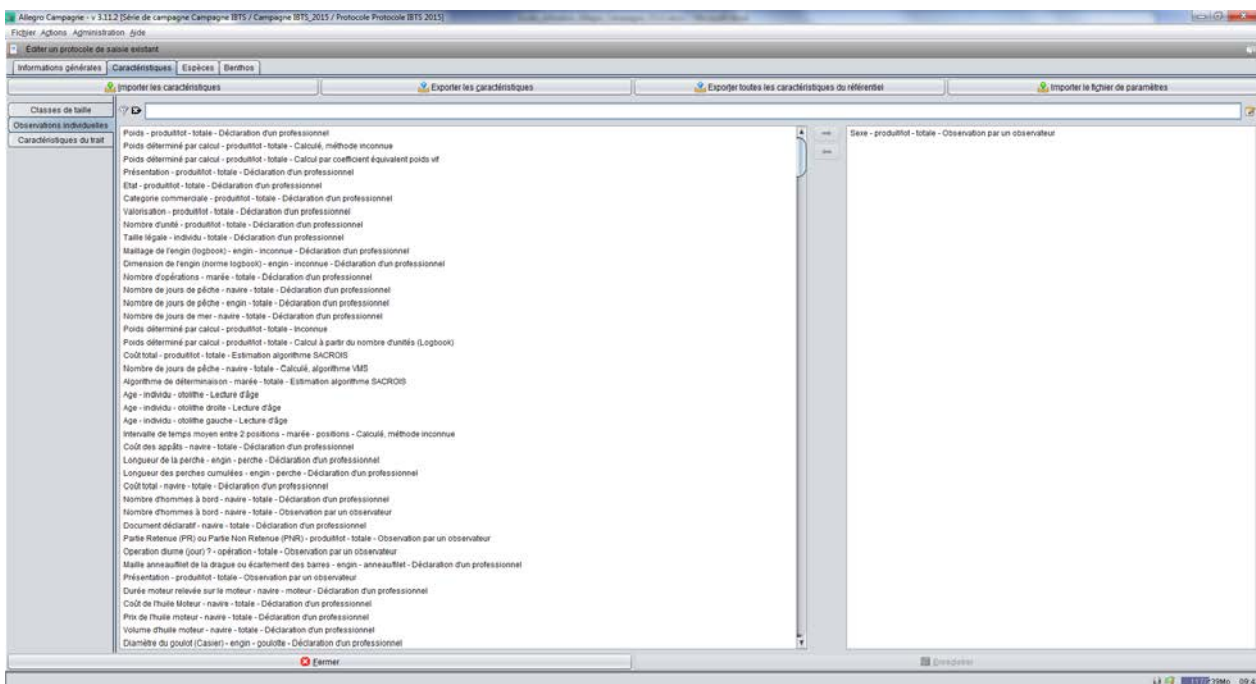 Allegro Campagne - v 3.11.2 [Série de campagne Campagne IBTS / Campagne IBTS_2015 / Protocole Protocole IBTS 2015]
Fichier Actions Administration Aide
Éditer un protocole de saisie existant
Informations générales Caractéristiques Espèces Benthos
Importer les caractéristiques Exporter les caractéristiques Exporter toutes les caractéristiques du référentiel Importer le fichier de paramètres
Classes de taille
Observations individuelles
Caractéristiques du trait
Poids - produit/lot - totale - Déclaration d'un professionnel
Poids déterminé par calcul - produit/lot - totale - Calculé, méthode inconnue
Poids déterminé par calcul - produit/lot - totale - Calcul par coefficient équivalent poids vif
Présentation - produit/lot - totale - Déclaration d'un professionnel
Etat - produit/lot - totale - Déclaration d'un professionnel
Categorie commerciale - produit/lot - totale - Déclaration d'un professionnel
Valorisation - produit/lot - totale - Déclaration d'un professionnel
Nombre d'unité - produit/lot - totale - Déclaration d'un professionnel
Taille légale - individu - totale - Déclaration d'un professionnel
Maillage de l'engin (logbook) - engin - inconnue - Déclaration d'un professionnel
Dimension de l'engin (norme logbook) - engin - inconnue - Déclaration d'un professionnel
Nombre d'opérations - marée - totale - Déclaration d'un professionnel
Nombre de jours de pêche - navire - totale - Déclaration d'un professionnel
Nombre de jours de pêche - engin - totale - Déclaration d'un professionnel
Nombre de jours de mer - navire - totale - Déclaration d'un professionnel
Poids déterminé par calcul - produit/lot - totale - Inconnue
Poids déterminé par calcul - produit/lot - totale - Calcul à partir du nombre d'unités (Logbook)
Coût total - produit/lot - totale - Estimation algorithme SACROIS
Nombre de jours de pêche - navire - totale - Calculé, algorithme VMS
Algorithme de déterminaison - marée - totale - Estimation algorithme SACROIS
Age - individu - otolithe - Lecture d'âge
Age - individu - otolithe droite - Lecture d'âge
Age - individu - otolithe gauche - Lecture d'âge
Intervalle de temps moyen entre 2 positions - marée - positions - Calculé, méthode inconnue
Coût des appâts - navire - totale - Déclaration d'un professionnel
Longueur de la perche - engin - perche - Déclaration d'un professionnel
Longueur des perches cumulées - engin - perche - Déclaration d'un professionnel
Coût total - navire - totale - Déclaration d'un professionnel
Nombre d'hommes à bord - navire - totale - Déclaration d'un professionnel
Nombre d'hommes à bord - navire - totale - Observation par un observateur
Document déclaratif - navire - totale - Déclaration d'un professionnel
Partie Retenue (PR) ou Partie Non Retenue (PNR) - produit/lot - totale - Observation par un observateur
Operation diurne (jour) ? - opération - totale - Observation par un observateur
Maille anneau/filet de la drague ou écartement des barres - engin - anneau/filet - Déclaration d'un professionnel
Présentation - produit/lot - totale - Observation par un observateur
Durée moteur relevée sur le moteur - navire - moteur - Déclaration d'un professionnel
Coût de l'huile Moteur - navire - totale - Déclaration d'un professionnel
Prix de l'huile moteur - navire - totale - Déclaration d'un professionnel
Volume d'huile moteur - navire - totale - Déclaration d'un professionnel
Diamètre du goulot (Casier) - engin - goulotte - Déclaration d'un professionnel
Sexe - produit/lot - totale - Observation par un observateur
Fermer Enregistrer